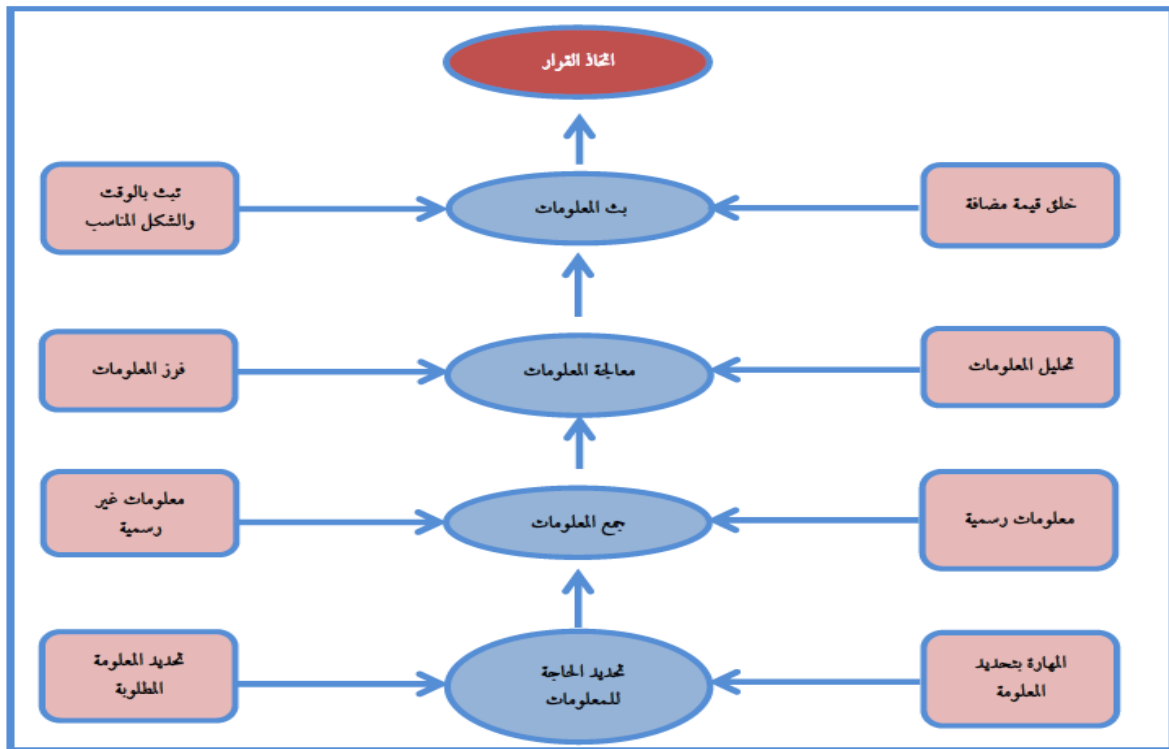 اتخاذ القرار
خلق قيمة مضافة
بث المعلومات
تبث بالوقت
والشكل المناسب
تحليل المعلومات
معالجة المعلومات
فرز المعلومات
معلومات رسمية
جمع المعلومات
معلومات غير
رسمية
المهارة بتحديد
المعلومة
تحديد الحاجة
للمعلومات
تحديد المعلومة
المطلوبة